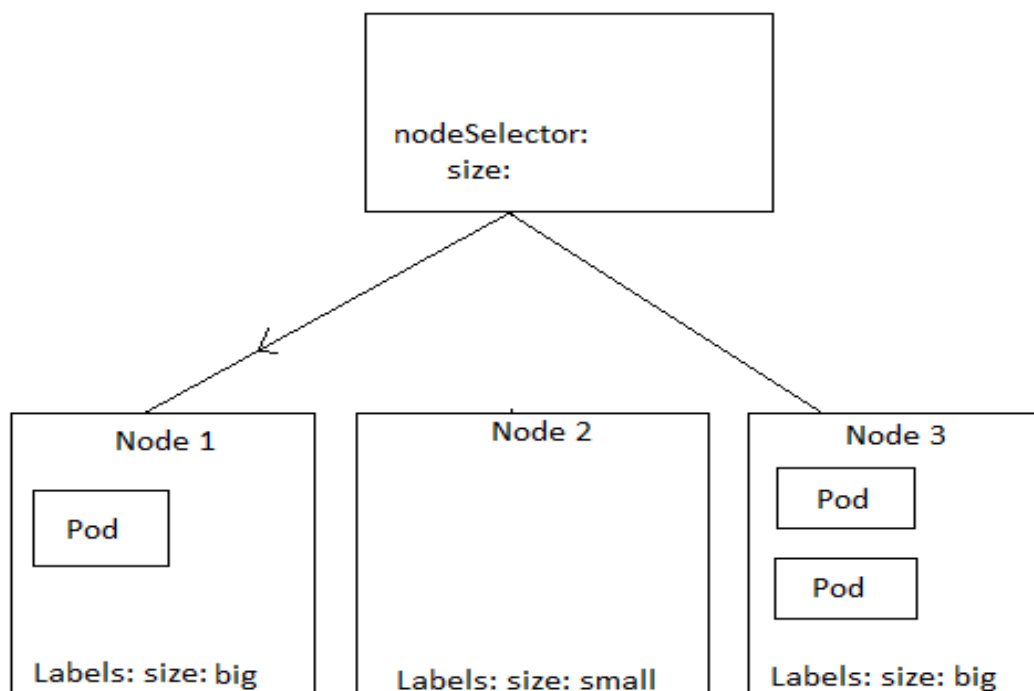 nodeSelector:
size:
Node 1
Pod
Labels: size: big
Node 2
Labels: size: small
Node 3
Pod
Pod
Labels: size: big